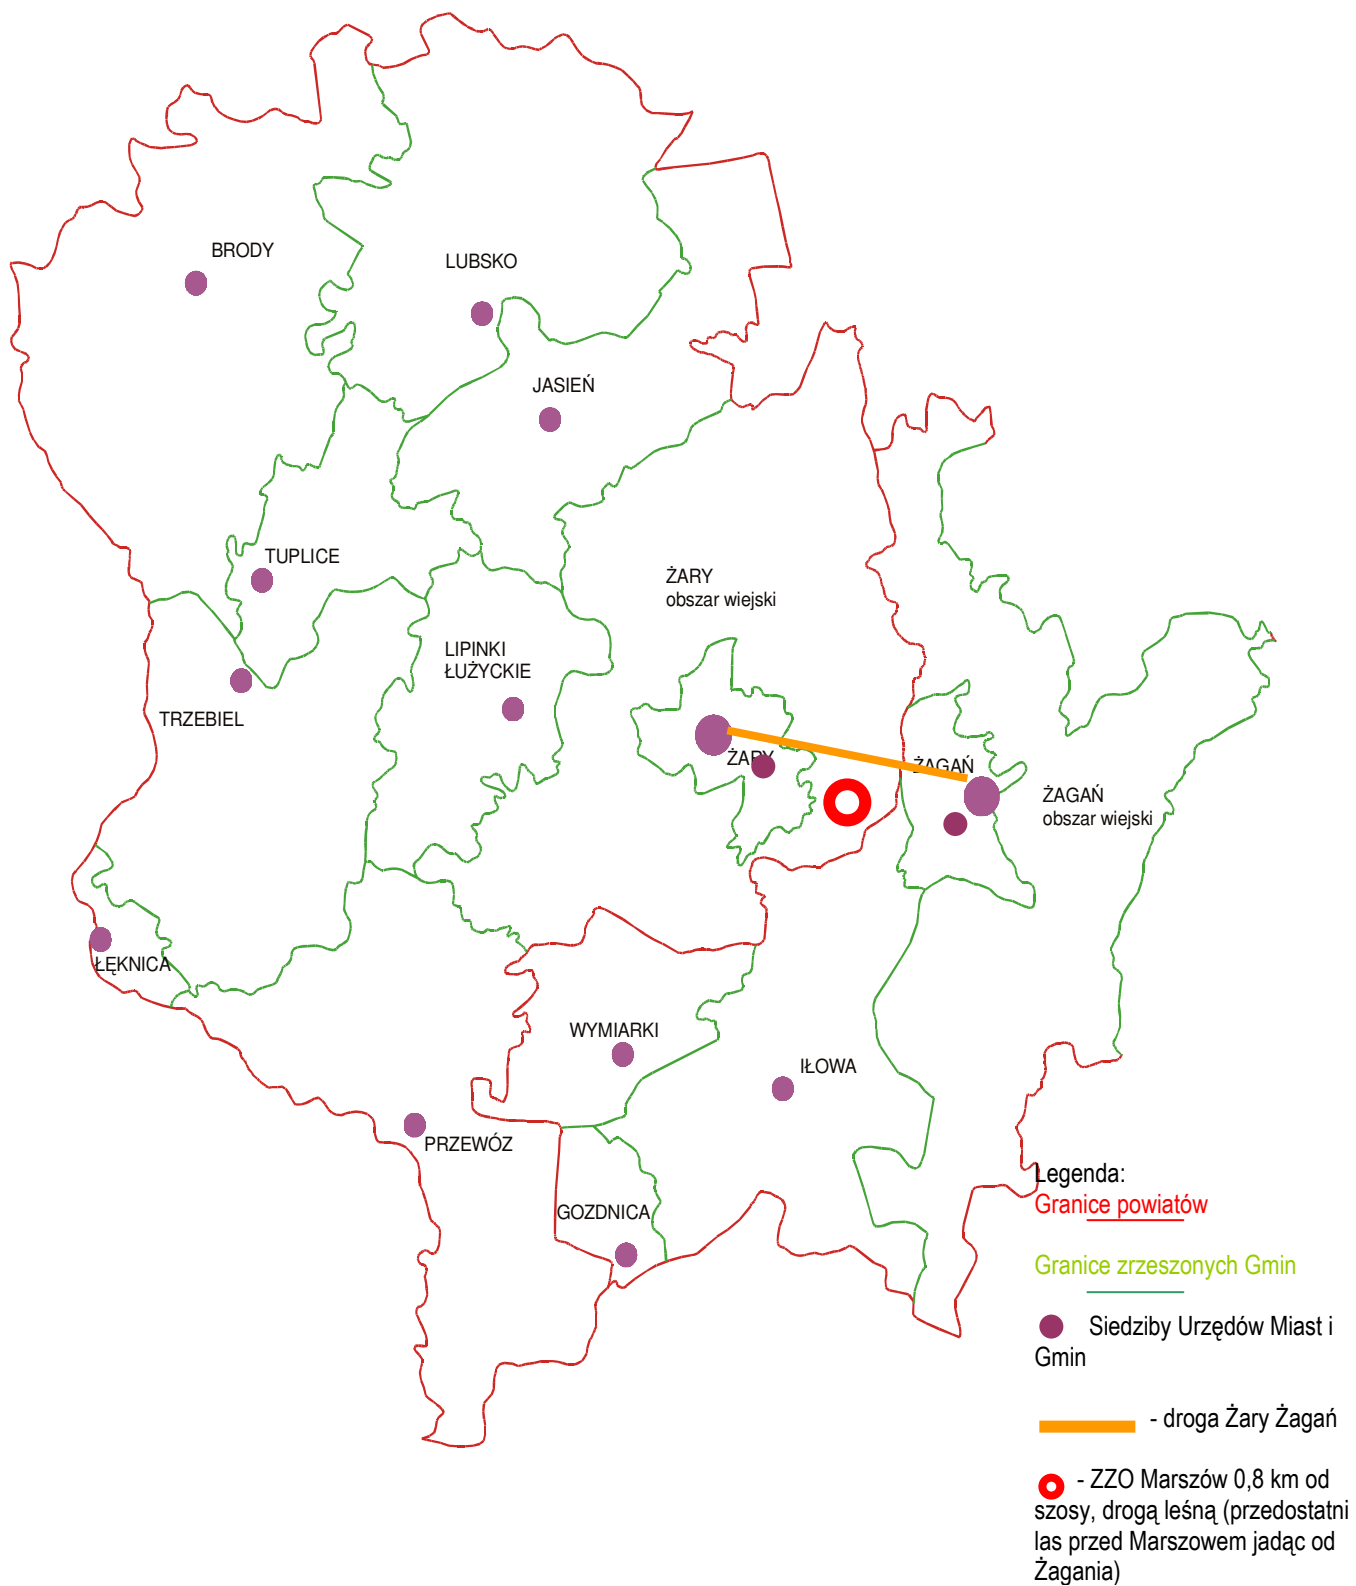 BRODY
LUBSKO
JASIEŃ
TUPLICE
ŻARY
obszar wiejski
LIPINKI
ŁUŻYCKIE
TRZEBIEL
ŻARY
ŻAGAŃ
ŻAGAŃ
obszar wiejski
ŁĘKNICA
WYMIARKI
IŁOWA
PRZEWÓZ
GOZDNICA
Legenda:
Granice powiatów
Granice zrzeszonych Gmin
Siedziby Urzędów Miast i
Gmin
- droga Żary Żagań
- ZZO Marszów 0,8 km od
szosy, drogą leśną (przedostatni
las przed Marszowem jadąc od
Żagania)